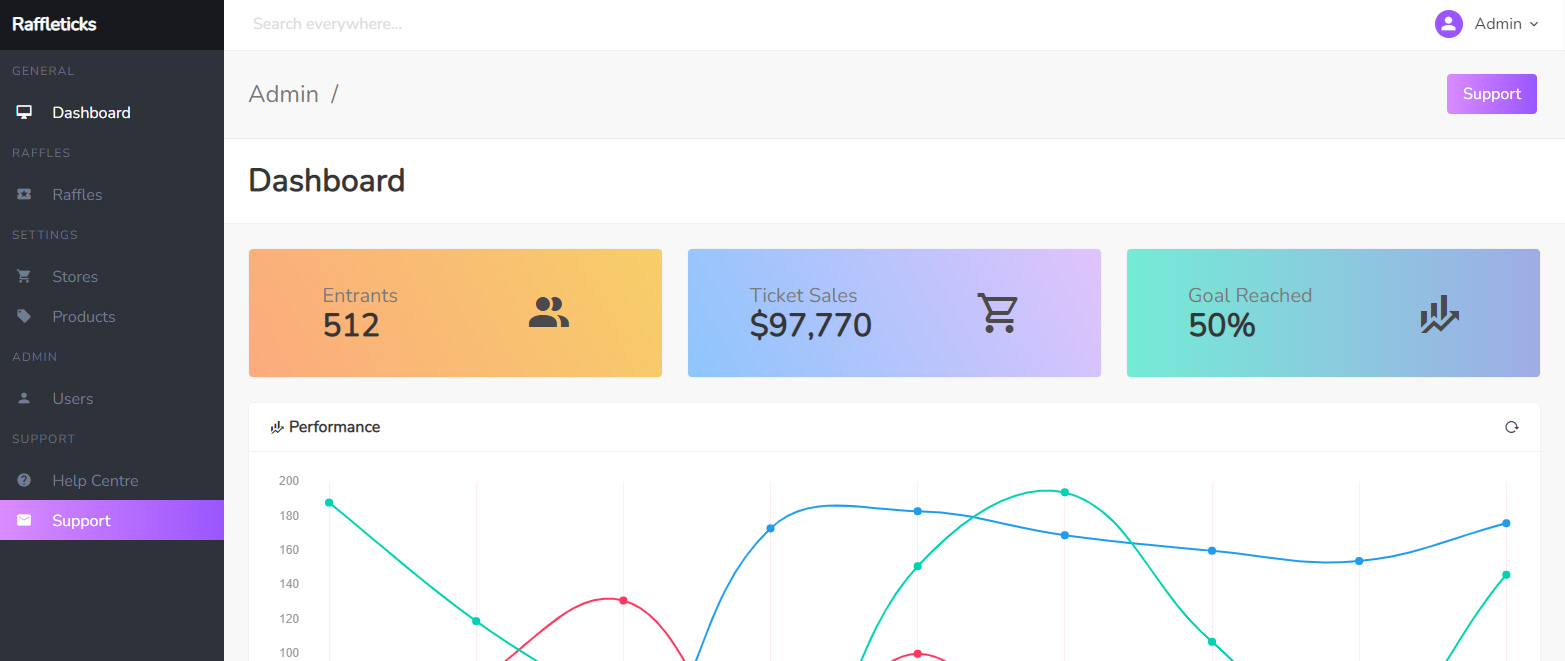 Raffleticks
Search everywhere...
Admin
GENERAL
Dashboard
RAFFLES
Raffles
SETTINGS
Stores
Products
ADMIN
Users
SUPPORT
Help Centre
Support
Admin /
Support
Dashboard
Entrants
512
Ticket Sales
$97,770
Goal Reached
50%
Performance
200
180
160
140
120
100